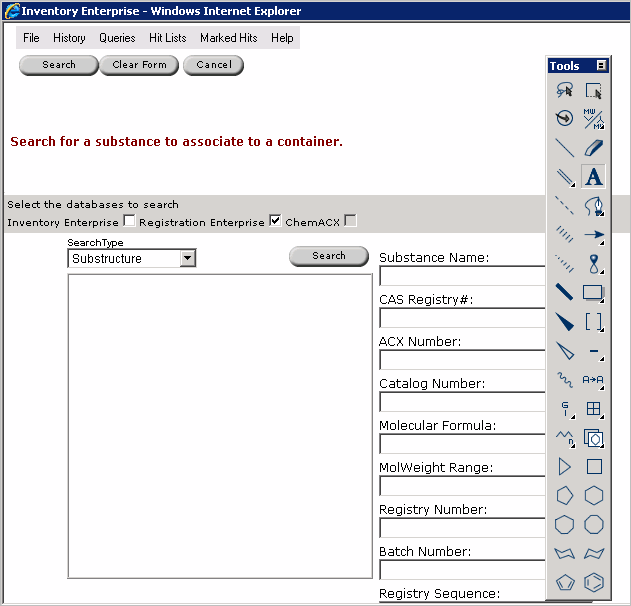 Inventory Enterprise - Windows Internet Explorer
File History Queries Hit Lists Marked Hits Help
Search Clear Form Cancel
Search for a substance to associate to a container.
Select the databases to search
Inventory Enterprise Registration Enterprise ChemACX
SearchType
Substructure
Search
Substance Name:
CAS Registry#:
ACX Number:
Catalog Number:
Molecular Formula:
MolWeight Range:
Registry Number:
Batch Number:
Registry Sequence:
Tools
MW
A
A→A